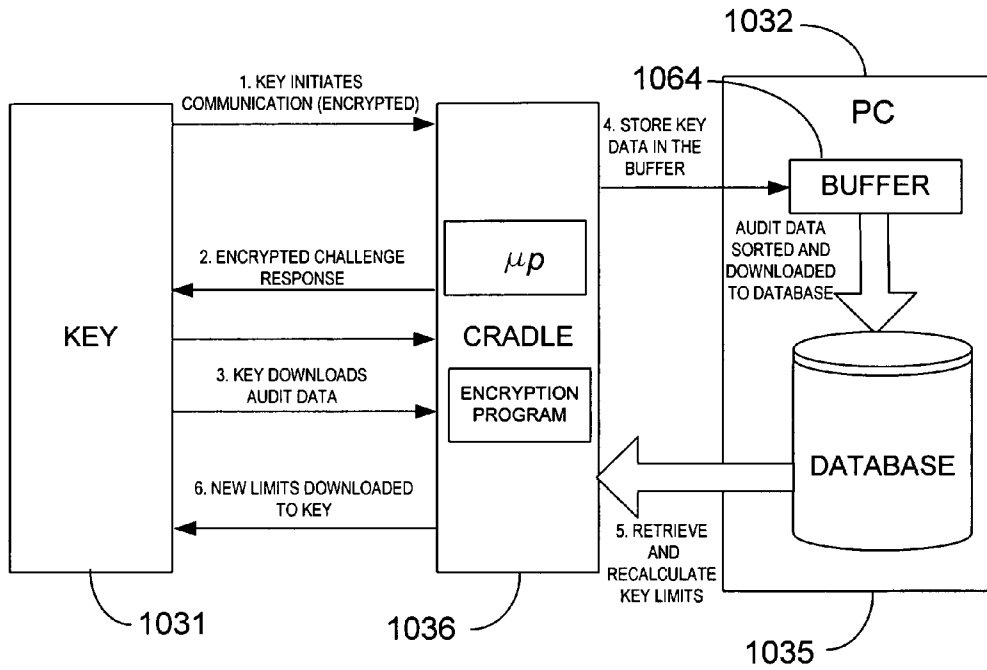 1032
1064
PC
1. KEY INITIATES
COMMUNICATION (ENCRYPTED)
4. STORE KEY
DATA IN THE
BUFFER
BUFFER
AUDIT DATA
SORTED AND
DOWNLOADED
TO DATABASE
2. ENCRYPTED CHALLENGE
RESPONSE
μp
KEY
CRADLE
3. KEY DOWNLOADS
AUDIT DATA
ENCRYPTION
PROGRAM
DATABASE
6. NEW LIMITS DOWNLOADED
TO KEY
5. RETRIEVE
AND
RECALCULATE
KEY LIMITS
1031
1036
1035